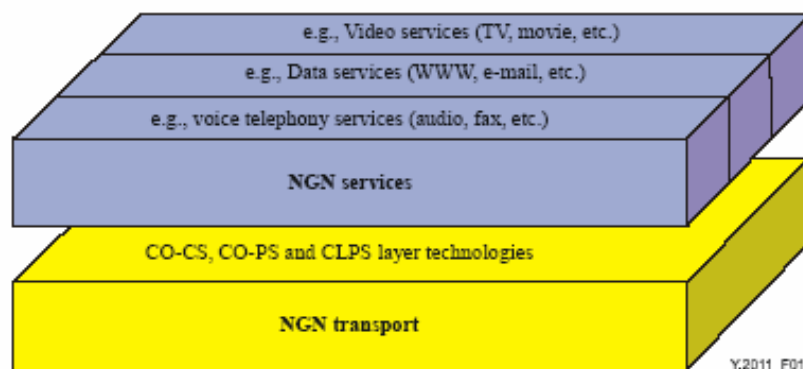 e.g., Video services (TV, movie, etc.)
e.g., Data services (WWW, e-mail, etc.)
e.g., voice telephony services (audio, fax, etc.)
NGN services
CO-CS, CO-PS and CLPS layer technologies
NGN transport
Y.2011_F01